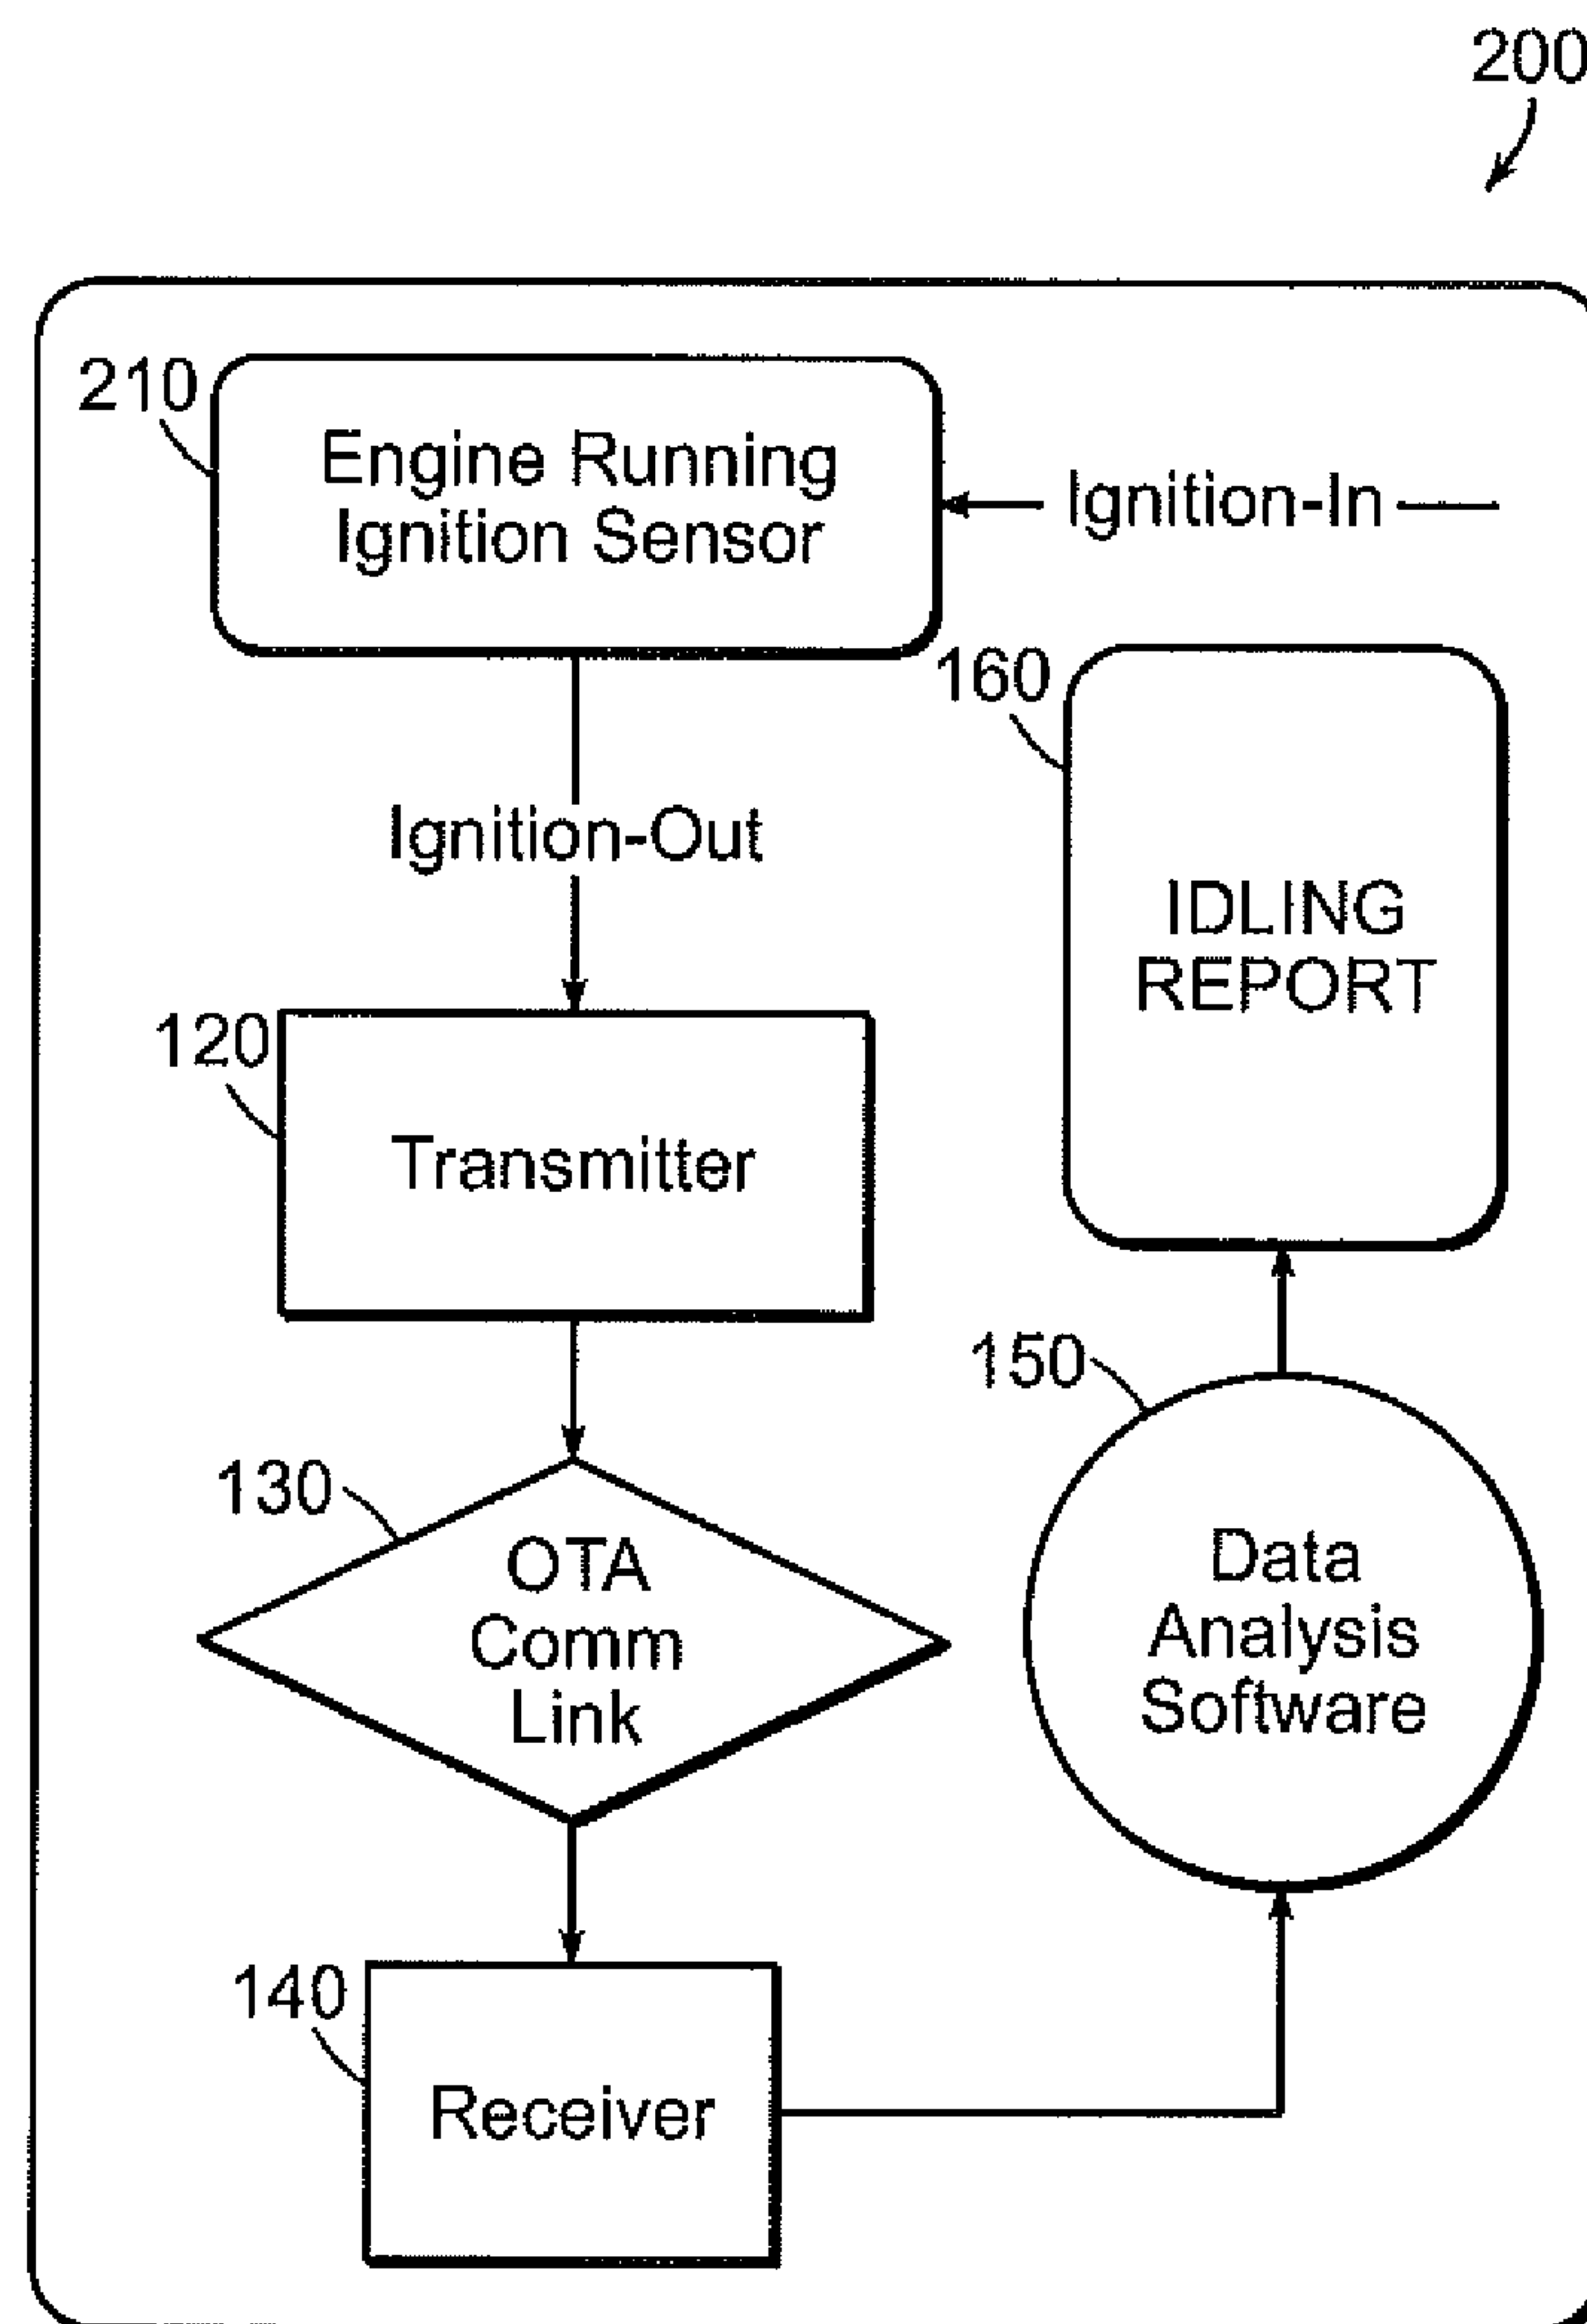 200
210
Engine Running
Ignition Sensor
Ignition-In
160
Ignition-Out
IDLING
REPORT
120
Transmitter
150
130
OTA
Comm
Link
Data
Analysis
Software
140
Receiver